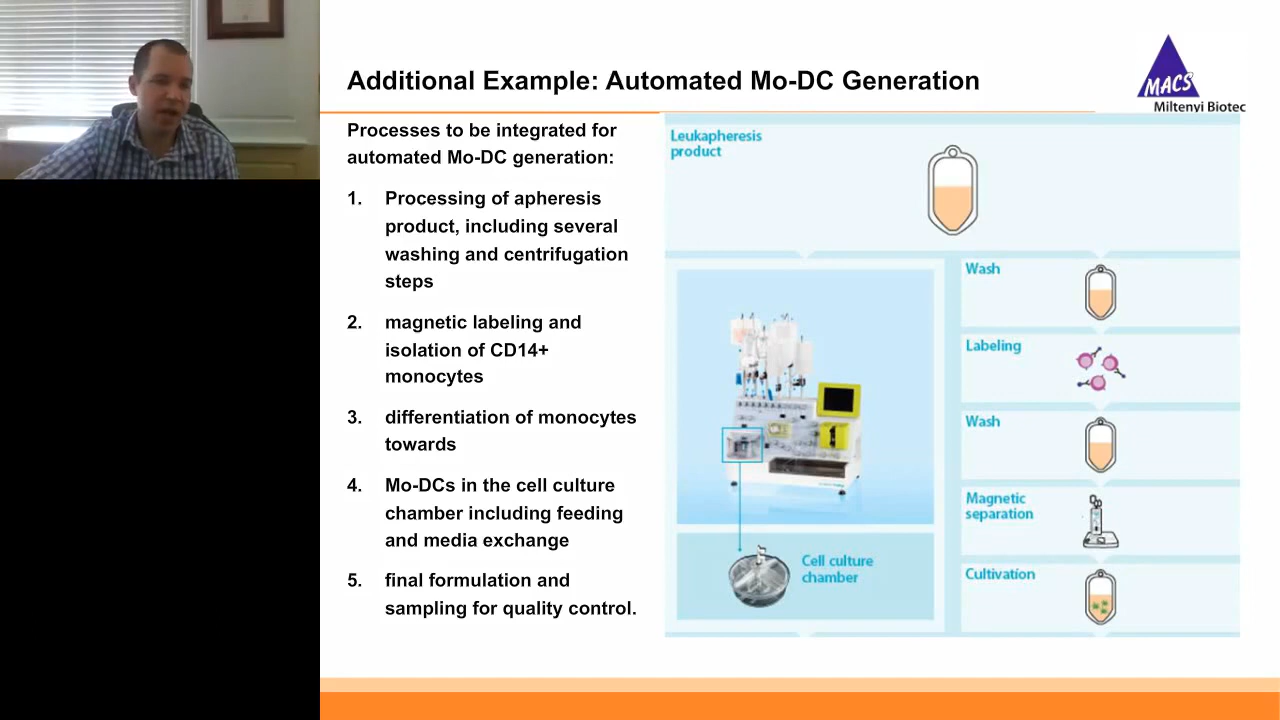 Additional Example: Automated Mo-DC Generation
MACS
Miltenyi Biotec
Processes to be integrated for
automated Mo-DC generation:
1. Processing of apheresis
product, including several
washing and centrifugation
steps
2. magnetic labeling and
isolation of CD14+
monocytes
3. differentiation of monocytes
towards
4. Mo-DCs in the cell culture
chamber including feeding
and media exchange
5. final formulation and
sampling for quality control.
Leukapheresis
product
Cell culture
chamber
Wash
Labeling
Wash
Magnetic
separation
Cultivation